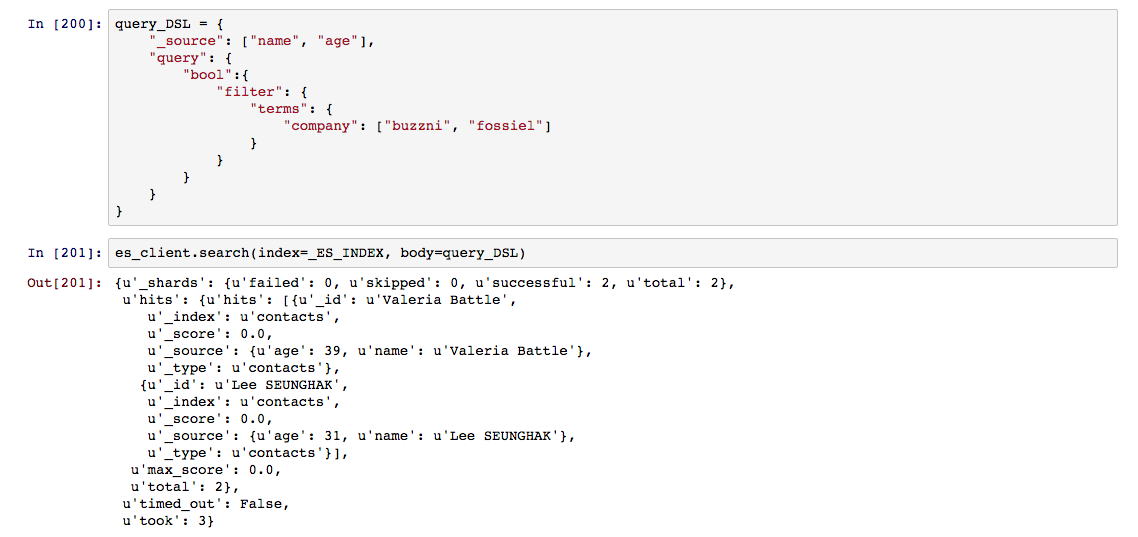 In [200]: query_DSL = {
    "_source": ["name", "age"],
    "query": {
        "bool":{
            "filter": {
                "terms": {
                    "company": ["buzzni", "fossiel"]
                }
            }
        }
    }
}
In [201]: es_client.search(index=_ES_INDEX, body=query_DSL)
Out[201]: {u'_shards': {u'failed': 0, u'skipped': 0, u'successful': 2, u'total': 2},
 u'hits': {u'hits': [{u'_id': u'Valeria Battle',
    u'_index': u'contacts',
    u'_score': 0.0,
    u'_source': {u'age': 39, u'name': u'Valeria Battle'},
    u'_type': u'contacts'},
   {u'_id': u'Lee SEUNGHAK',
    u'_index': u'contacts',
    u'_score': 0.0,
    u'_source': {u'age': 31, u'name': u'Lee SEUNGHAK'},
    u'_type': u'contacts'}],
  u'max_score': 0.0,
  u'total': 2},
 u'timed_out': False,
 u'took': 3}